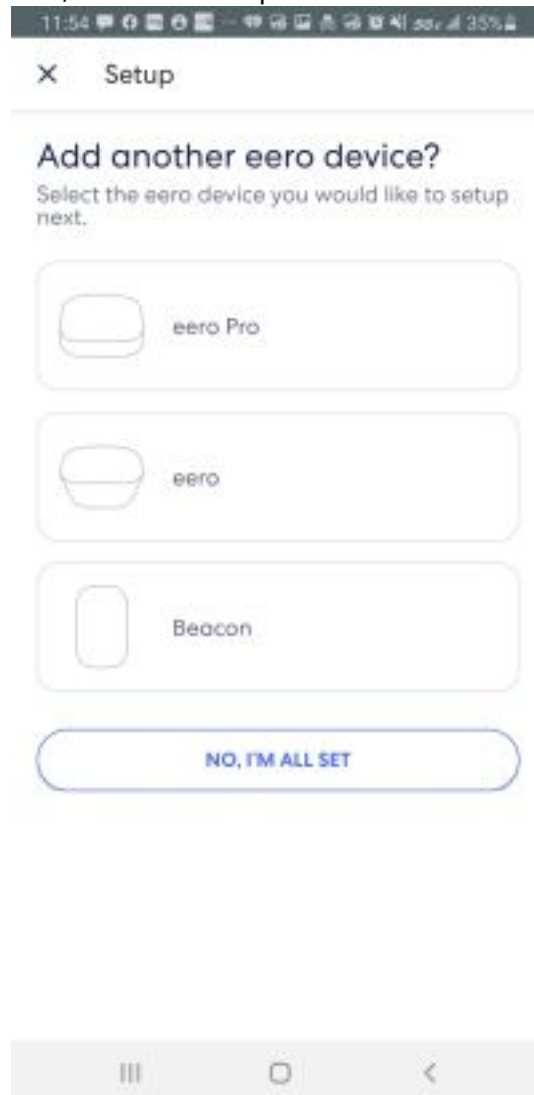 11:54 35%
Setup
Add another eero device?
Select the eero device you would like to setup
next.
eero Pro
eero
Beacon
NO, I'M ALL SET